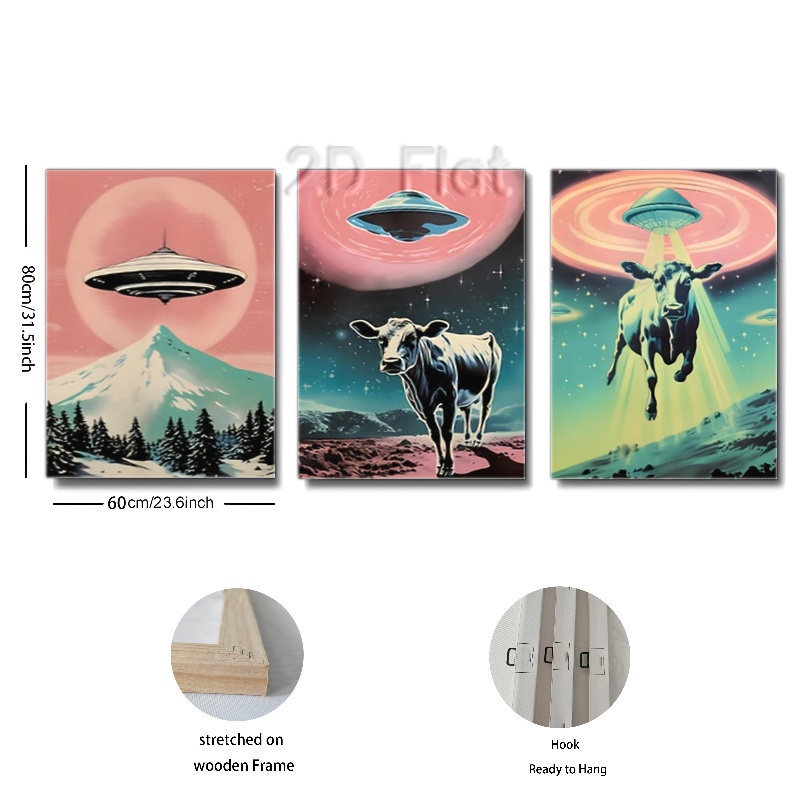 2D Flat
80cm/31.5inch
60cm/23.6inch
stretched on
wooden Frame
Hook
Ready to Hang